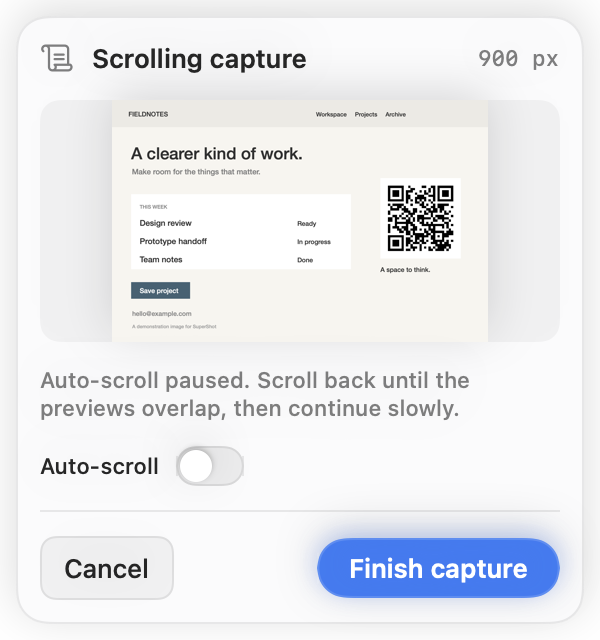 Scrolling capture
900 px
FIELDNOTES
Workspace Projects Archive
A clearer kind of work.
Make room for the things that matter.
THIS WEEK
Design review Ready
Prototype handoff In progress
Team notes Done
A space to think.
Save project
hello@example.com
A demonstration image for SuperShot
Auto-scroll paused. Scroll back until the
previews overlap, then continue slowly.
Auto-scroll
Cancel
Finish capture